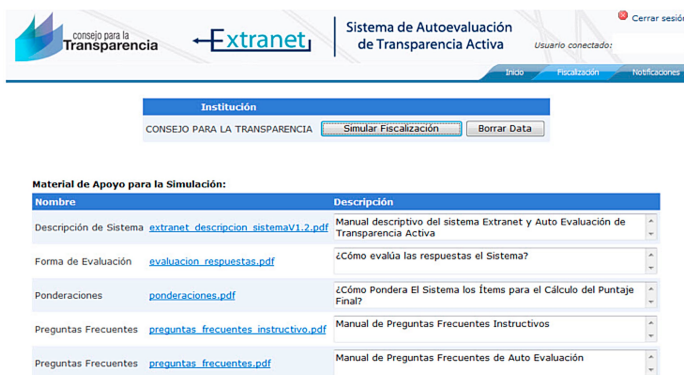 consejo para la
Transparencia
Extranet
Sistema de Autoevaluación
de Transparencia Activa
Cerrar sesión
Usuario conectado:
Inicio Fiscalización Notificaciones
Institución
CONSEJO PARA LA TRANSPARENCIA Simular Fiscalización Borrar Data
Material de Apoyo para la Simulación:
Nombre Descripción
Descripción de Sistema extranet_descripcion_sistemaV1.2.pdf Manual descriptivo del sistema Extranet y Auto Evaluación de
Transparencia Activa
Forma de Evaluación evaluacion_respuestas.pdf ¿Cómo evalúa las respuestas el Sistema?
Ponderaciones ponderaciones.pdf ¿Cómo Pondera El Sistema los Ítems para el Cálculo del Puntaje
Final?
Preguntas Frecuentes preguntas_frecuentes_instructivo.pdf Manual de Preguntas Frecuentes Instructivos
Preguntas Frecuentes preguntas_frecuentes.pdf Manual de Preguntas Frecuentes de Auto Evaluación